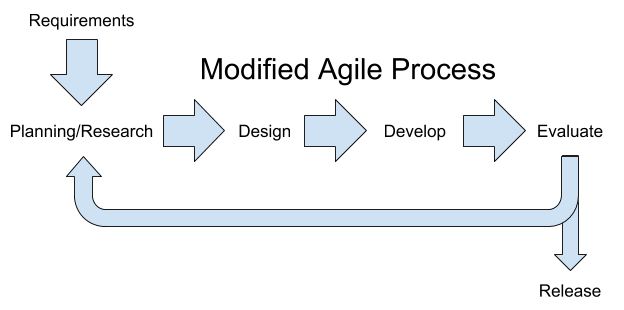 Requirements
Modified Agile Process
Planning/Research
Design
Develop
Evaluate
Release